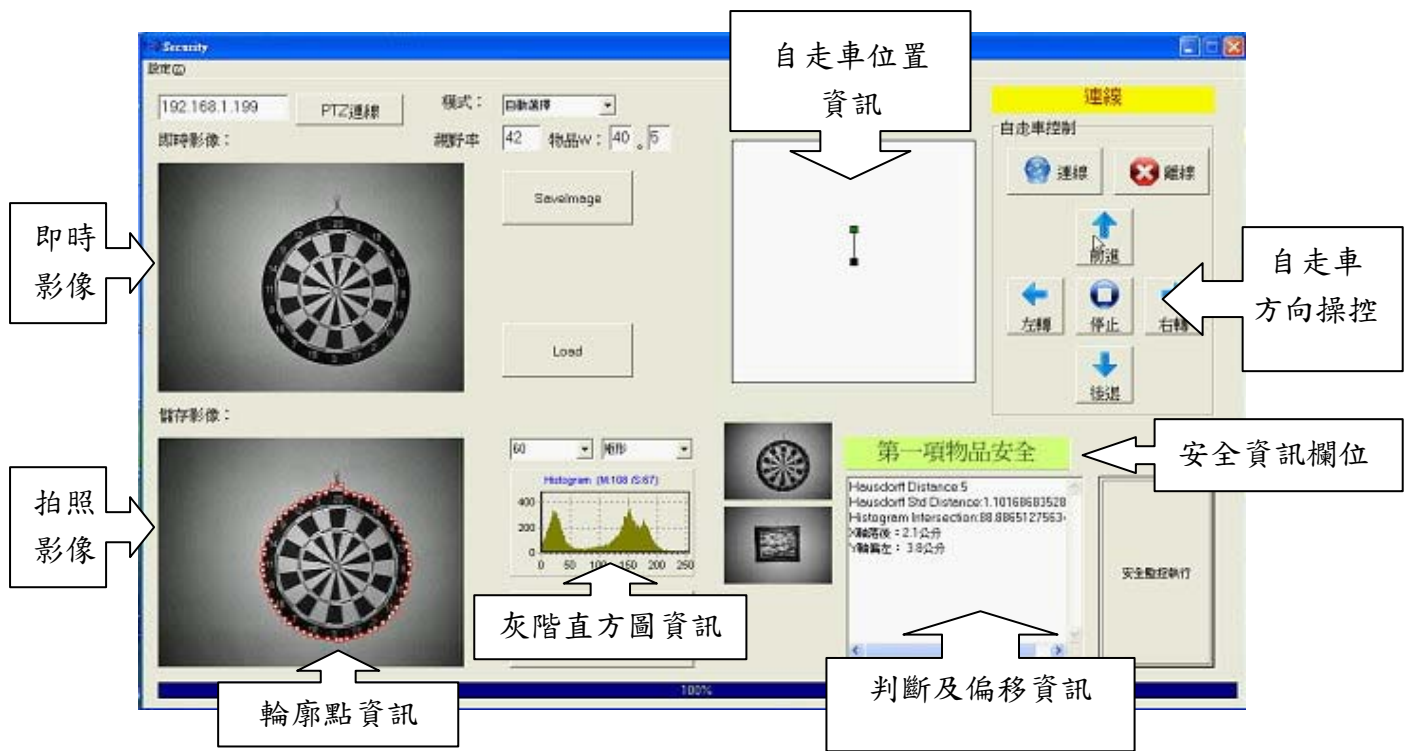 Security
設定(Z)
192.168.1.199
PTZ連線
模式：
自動選擇
即時影像：
視野率
42
物品W：
40
。
5
SaveImage
Load
自走車位置
資訊
連線
自走車控制
連線
離線
前進
左轉
停止
右轉
後退
即時
影像
自走車
方向操控
儲存影像：
60
矩形
Histogram (M:108 /S:67)
400
200
0
0 50 100 150 200 250
第一項物品安全
Hausdorff Distance:5
Hausdorff Std Distance:1.10168683528
Histogram Intersection:88.8865127563
X軸落後：2.1公分
Y軸偏左： 3.8公分
安全監控執行
安全資訊欄位
拍照
影像
灰階直方圖資訊
輪廓點資訊
判斷及偏移資訊
100%